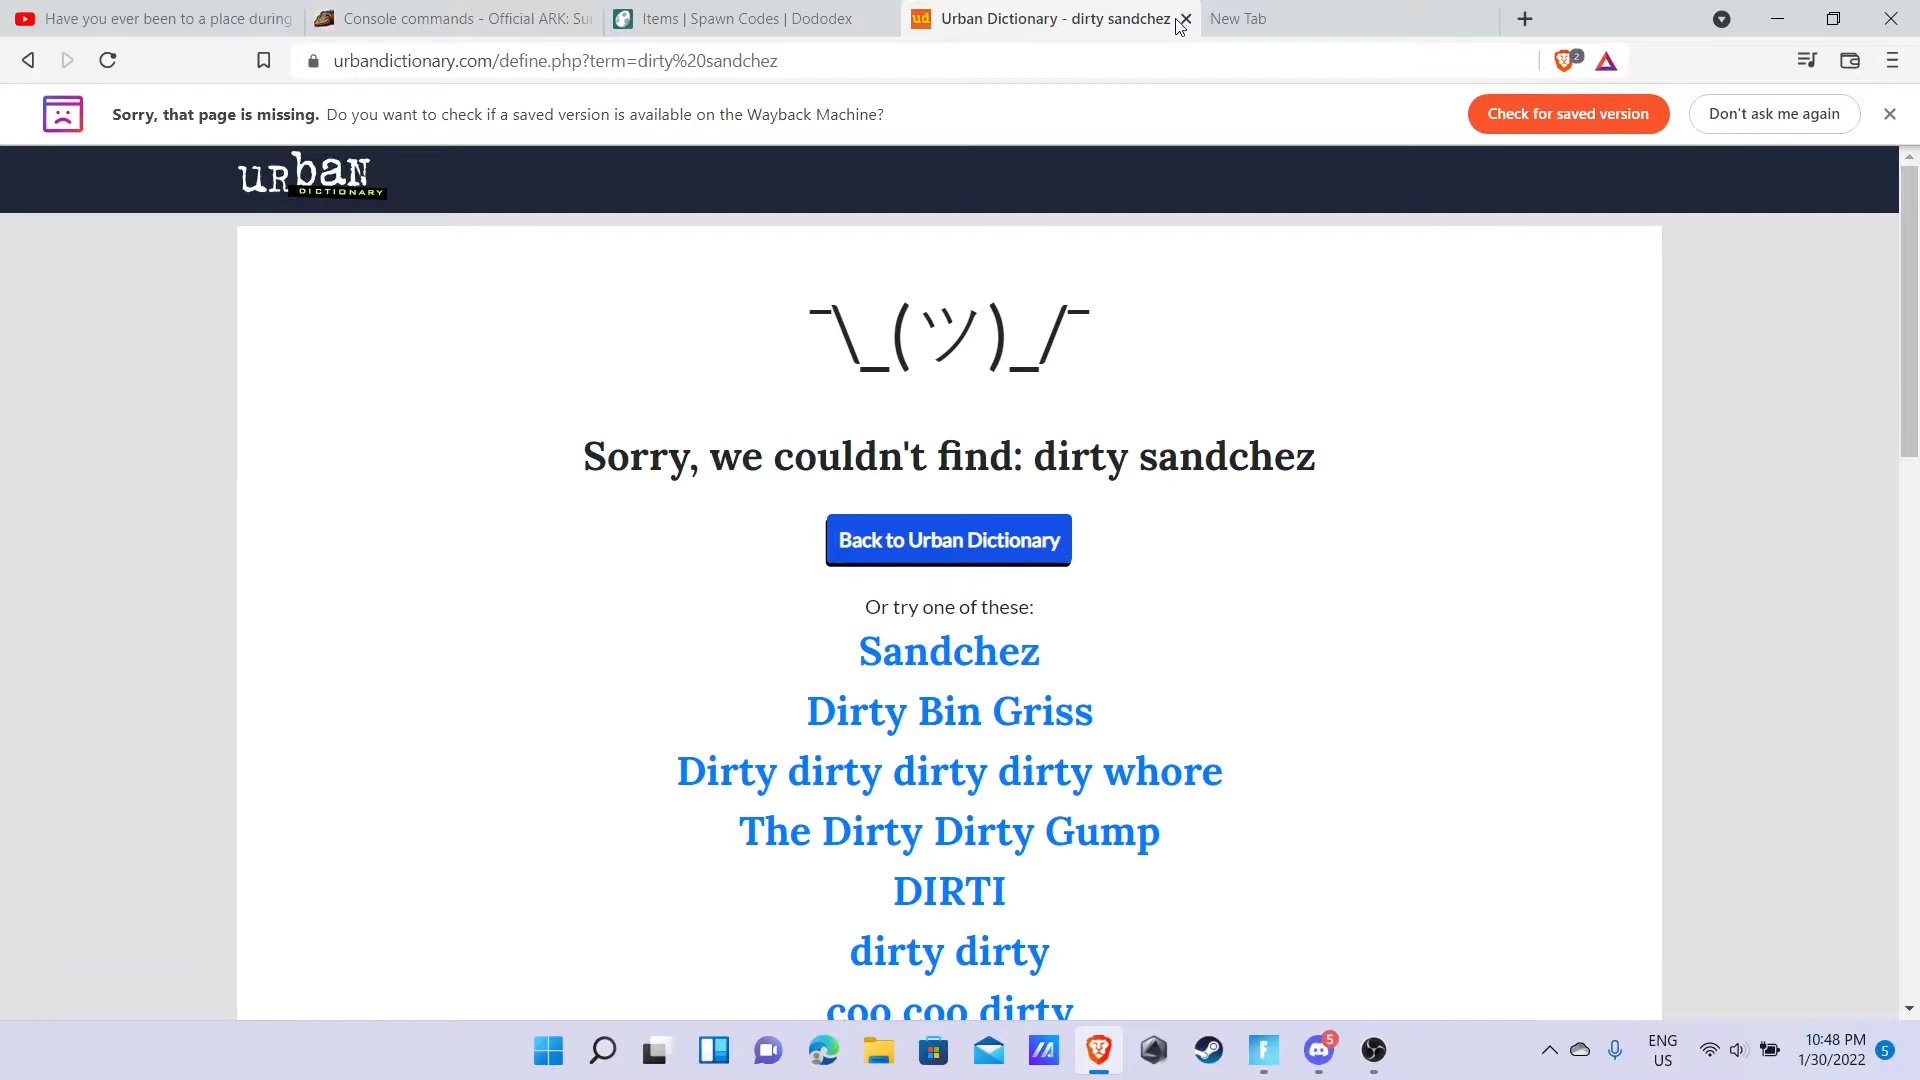 Have you ever been to a place during
Console commands - Official ARK: Su
Items | Spawn Codes | Dododex
ud
Urban Dictionary - dirty sandchez
New Tab
urbandictionary.com/define.php?term=dirty%20sandchez
2
Sorry, that page is missing. Do you want to check if a saved version is available on the Wayback Machine?
Check for saved version
Don't ask me again
urban
DICTIONARY
¯\_(ツ)_/¯
Sorry, we couldn't find: dirty sandchez
Back to Urban Dictionary
Or try one of these:
Sandchez
Dirty Bin Griss
Dirty dirty dirty dirty whore
The Dirty Dirty Gump
DIRTI
dirty dirty
coo coo dirty
F
5
ENG
US
10:48 PM
1/30/2022
5